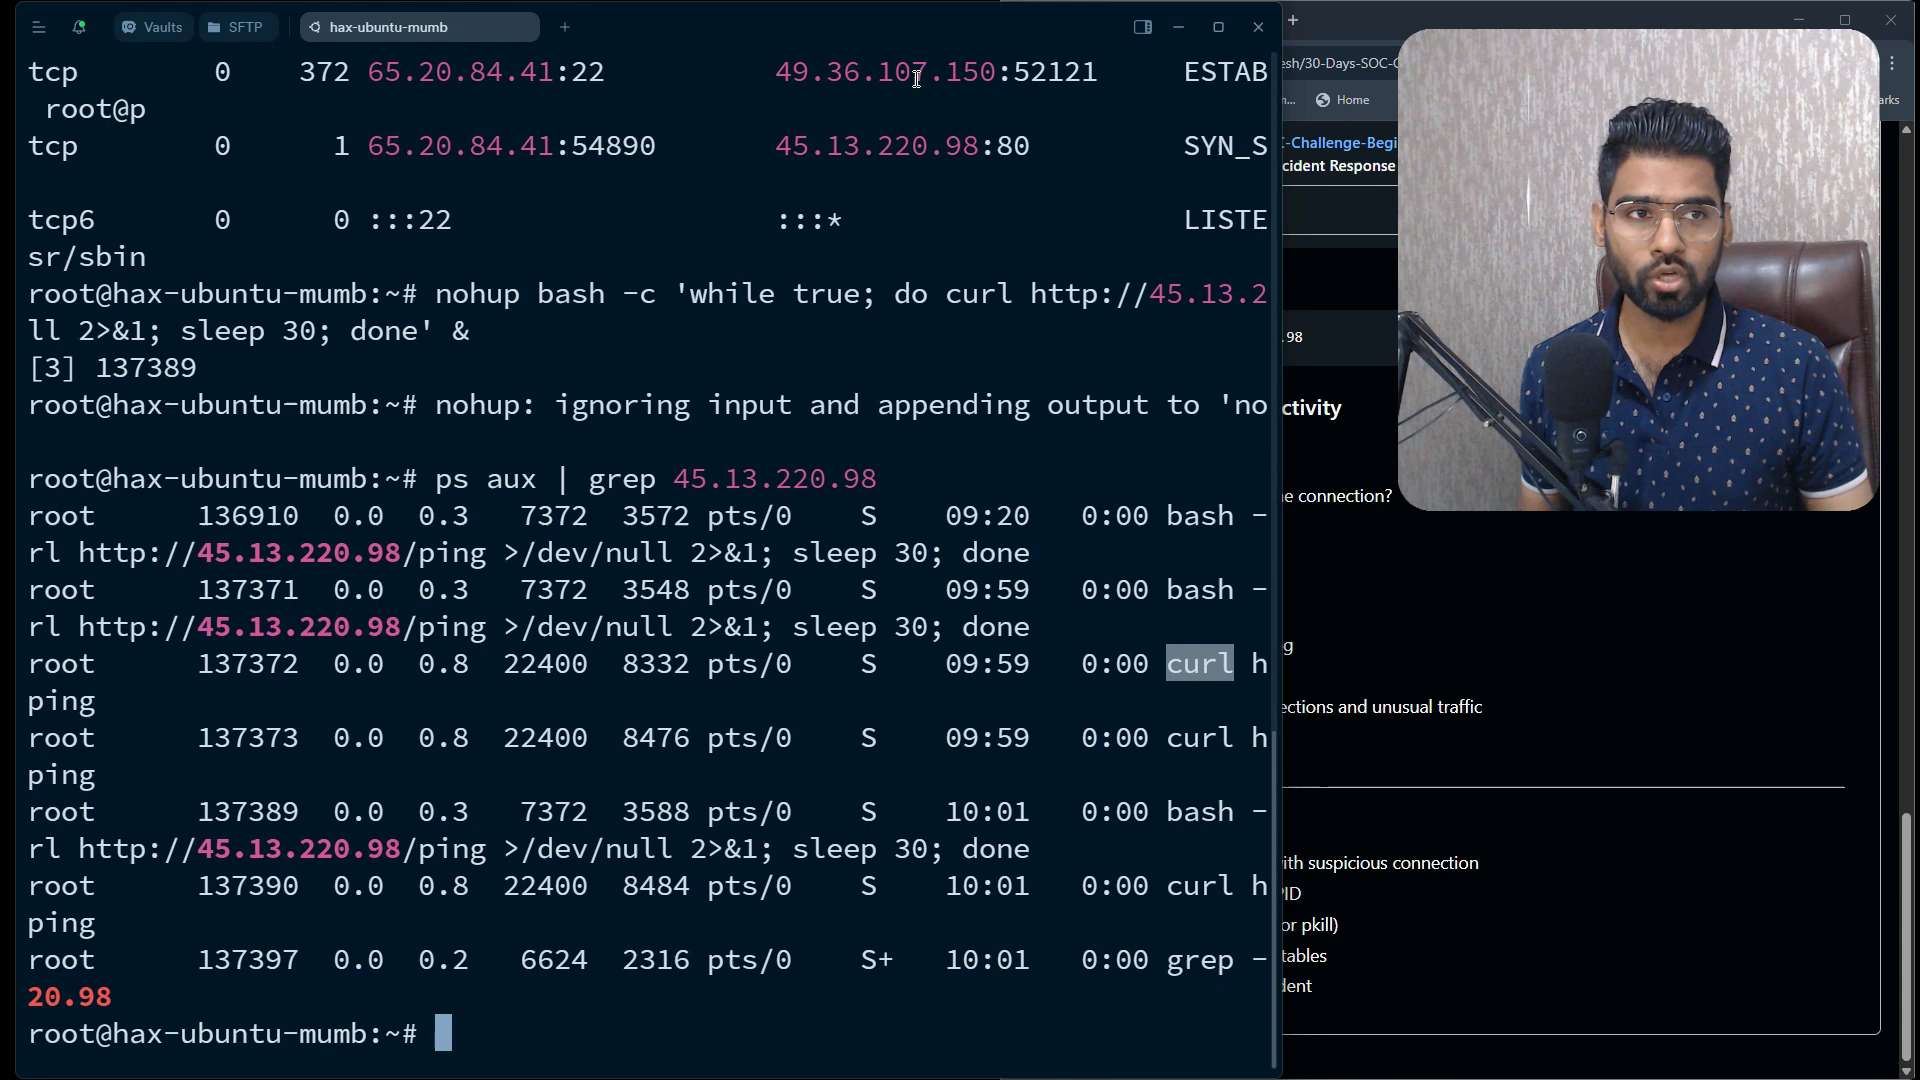 Vaults
SFTP
hax-ubuntu-mumb
tcp 0 372 65.20.84.41:22 49.36.107.150:52121 ESTAB
root@p
tcp 0 1 65.20.84.41:54890 45.13.220.98:80 SYN_S
tcp6 0 0 :::22 :::* LISTE
sr/sbin
root@hax-ubuntu-mumb:~# nohup bash -c 'while true; do curl http://45.13.2
ll 2>&1; sleep 30; done' &
[3] 137389
root@hax-ubuntu-mumb:~# nohup: ignoring input and appending output to 'no
root@hax-ubuntu-mumb:~# ps aux | grep 45.13.220.98
root 136910 0.0 0.3 7372 3572 pts/0 S 09:20 0:00 bash -
rl http://45.13.220.98/ping >/dev/null 2>&1; sleep 30; done
root 137371 0.0 0.3 7372 3548 pts/0 S 09:59 0:00 bash -
rl http://45.13.220.98/ping >/dev/null 2>&1; sleep 30; done
root 137372 0.0 0.8 22400 8332 pts/0 S 09:59 0:00 curl h
ping
root 137373 0.0 0.8 22400 8476 pts/0 S 09:59 0:00 curl h
ping
root 137389 0.0 0.3 7372 3588 pts/0 S 10:01 0:00 bash -
rl http://45.13.220.98/ping >/dev/null 2>&1; sleep 30; done
root 137390 0.0 0.8 22400 8484 pts/0 S 10:01 0:00 curl h
ping
root 137397 0.0 0.2 6624 2316 pts/0 S+ 10:01 0:00 grep -
20.98
root@hax-ubuntu-mumb:~#
esh/30-Days-SOC-C
n... Home arks
C-Challenge-Begi
cident Response
.98
ctivity
e connection?
g
ections and unusual traffic
ith suspicious connection
PID
or pkill)
tables
dent